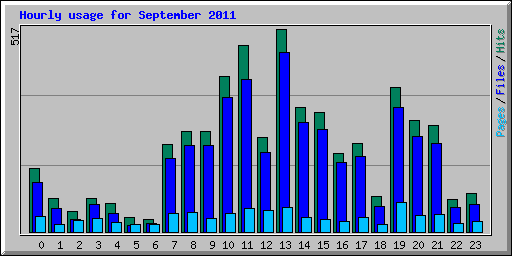 Hourly usage for September 2011
517
Pages/Files/Hits
0 1 2 3 4 5 6 7 8 9 10 11 12 13 14 15 16 17 18 19 20 21 22 23